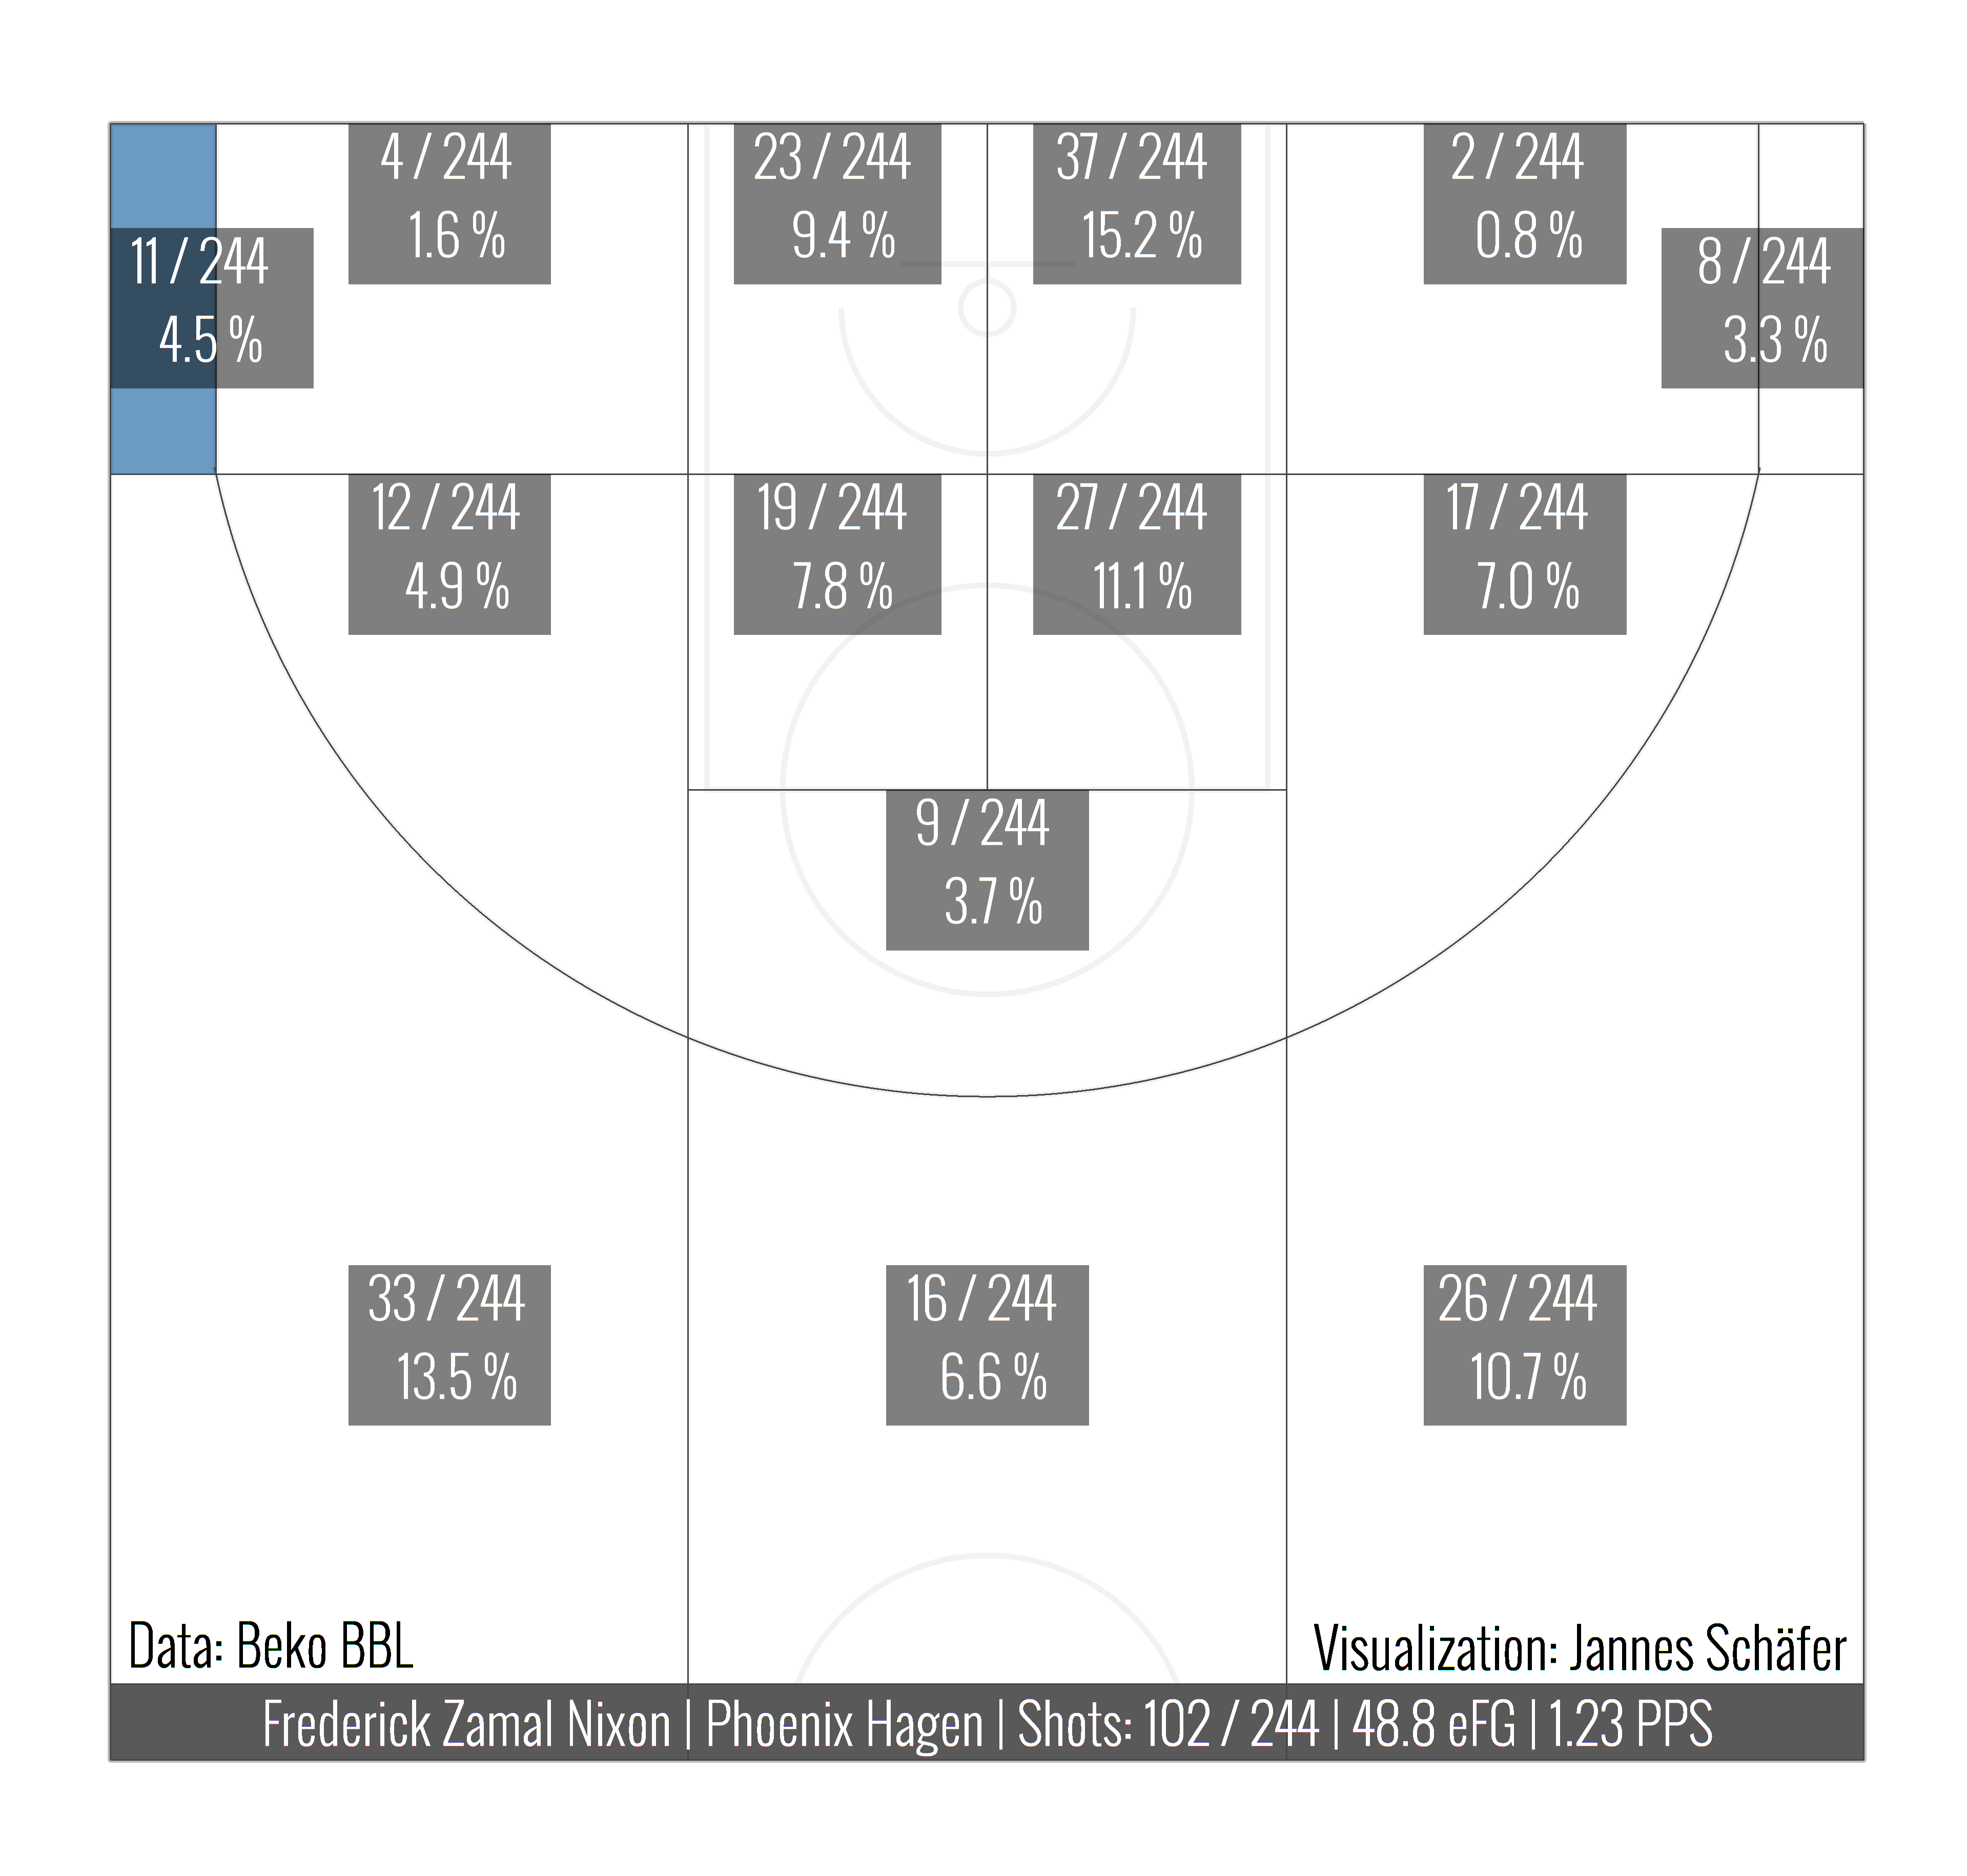 4 / 244
1.6 %
23 / 244
9.4 %
37 / 244
15.2 %
2 / 244
0.8 %
11 / 244
4.5 %
8 / 244
3.3 %
12 / 244
4.9 %
19 / 244
7.8 %
27 / 244
11.1 %
17 / 244
7.0 %
9 / 244
3.7 %
33 / 244
13.5 %
16 / 244
6.6 %
26 / 244
10.7 %
Data: Beko BBL
Visualization: Jannes Schäfer
Frederick Zamal Nixon | Phoenix Hagen | Shots: 102 / 244 | 48.8 eFG | 1.23 PPS